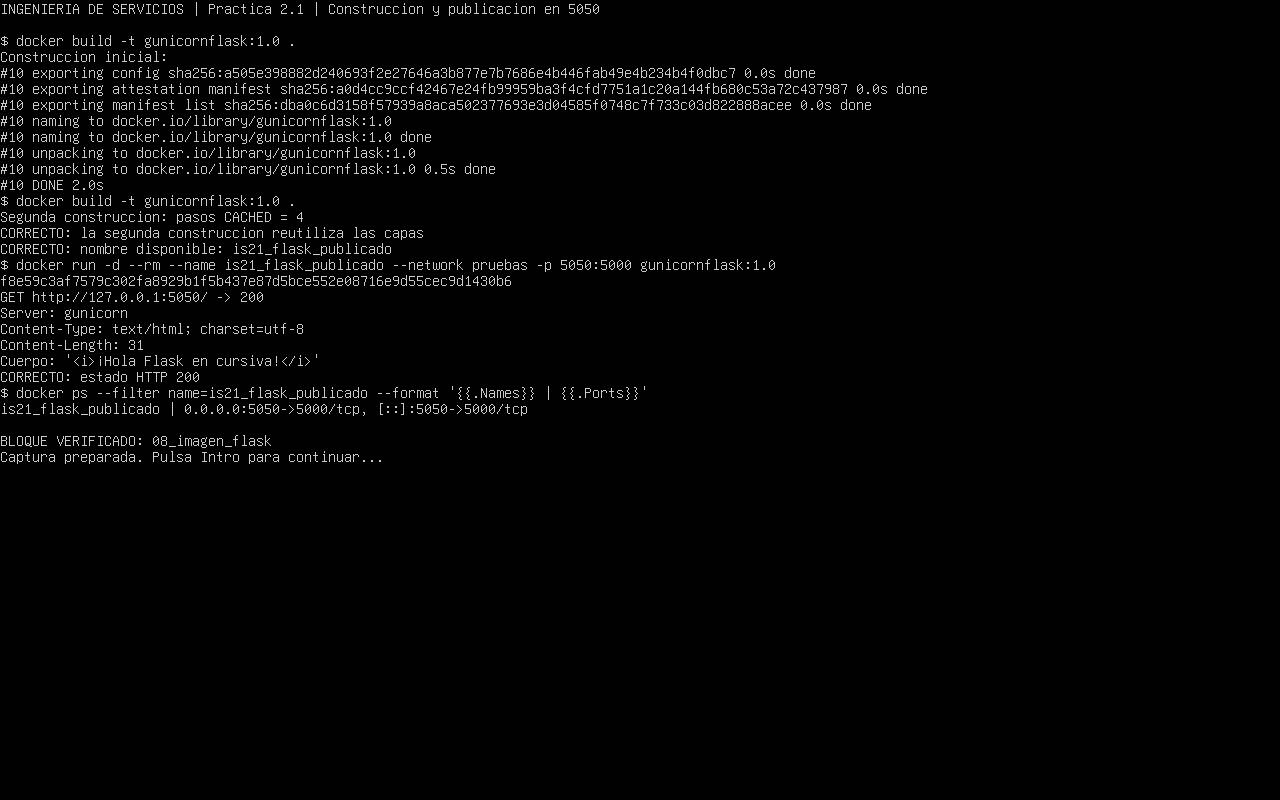 INGENIERIA DE SERVICIOS | Practica 2.1 | Construccion y publicacion en 5050
$ docker build -t gunicornflask:1.0 .
Construccion inicial:
#10 exporting config sha256:a505e398882d240693f2e27646a3b877e7b7686e4b446fab49e4b234b4f0dbc7 0.0s done
#10 exporting attestation manifest sha256:a0d4cc9ccf42467e24fb99959ba3f4cfd7751a1c20a144fb680c53a72c437987 0.0s done
#10 exporting manifest list sha256:dba0c6d3158f57939a8aca502377693e3d04585f0748c7f733c03d822888acee 0.0s done
#10 naming to docker.io/library/gunicornflask:1.0
#10 naming to docker.io/library/gunicornflask:1.0 done
#10 unpacking to docker.io/library/gunicornflask:1.0
#10 unpacking to docker.io/library/gunicornflask:1.0 0.5s done
#10 DONE 2.0s
$ docker build -t gunicornflask:1.0 .
Segunda construccion: pasos CACHED = 4
CORRECTO: la segunda construccion reutiliza las capas
CORRECTO: nombre disponible: is21_flask_publicado
$ docker run -d --rm --name is21_flask_publicado --network pruebas -p 5050:5000 gunicornflask:1.0
f8e59c3af7579c302fa8929b1f5b437e87d5bce552e08716e9d55cec9d1430b6
GET http://127.0.0.1:5050/ -> 200
Server: gunicorn
Content-Type: text/html; charset=utf-8
Content-Length: 31
Cuerpo: '<i>¡Hola Flask en cursiva!</i>'
CORRECTO: estado HTTP 200
$ docker ps --filter name=is21_flask_publicado --format '{{.Names}} | {{.Ports}}'
is21_flask_publicado | 0.0.0.0:5050->5000/tcp, [::]:5050->5000/tcp
BLOQUE VERIFICADO: 08_imagen_flask
Captura preparada. Pulsa Intro para continuar...